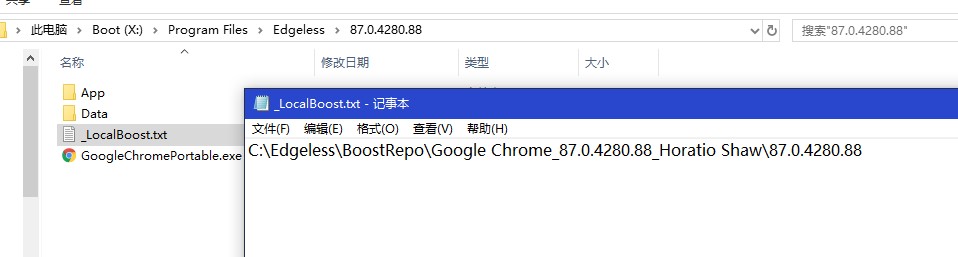 共享 查看
此电脑 Boot (X:) Program Files Edgeless 87.0.4280.88
搜索"87.0.4280.88"
名称 修改日期 类型 大小
App
Data
_LocalBoost.txt
GoogleChromePortable.exe
_LocalBoost.txt - 记事本
文件(F) 编辑(E) 格式(O) 查看(V) 帮助(H)
C:\Edgeless\BoostRepo\Google Chrome_87.0.4280.88_Horatio Shaw\87.0.4280.88